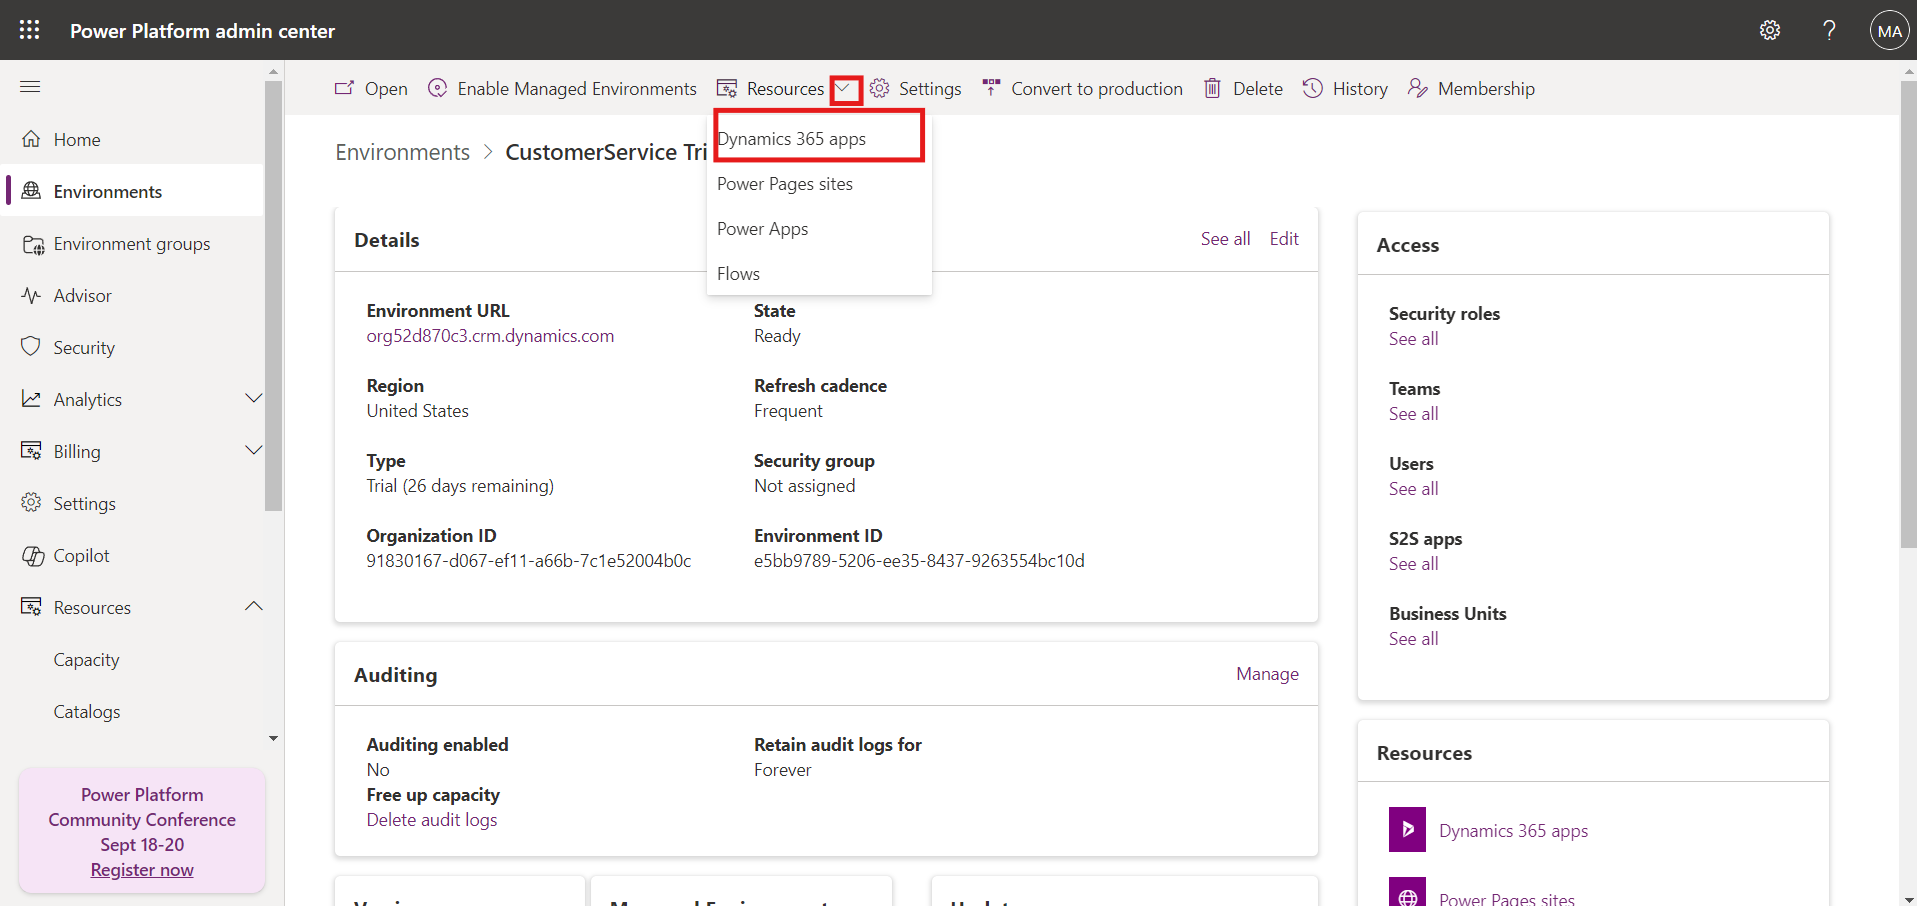 Power Platform admin center
?
MA
Open
Enable Managed Environments
Resources
Settings
Convert to production
Delete
History
Membership
Home
Environments
Environment groups
Advisor
Security
Analytics
Billing
Settings
Copilot
Resources
Capacity
Catalogs
Power Platform
Community Conference
Sept 18-20
Register now
Environments > CustomerService Tri
Dynamics 365 apps
Power Pages sites
Power Apps
Flows
Details
See all
Edit
Environment URL
org52d870c3.crm.dynamics.com
State
Ready
Region
United States
Refresh cadence
Frequent
Type
Trial (26 days remaining)
Security group
Not assigned
Organization ID
91830167-d067-ef11-a66b-7c1e52004b0c
Environment ID
e5bb9789-5206-ee35-8437-9263554bc10d
Auditing
Manage
Auditing enabled
No
Retain audit logs for
Forever
Free up capacity
Delete audit logs
Access
Security roles
See all
Teams
See all
Users
See all
S2S apps
See all
Business Units
See all
Resources
Dynamics 365 apps
Power Pages sites